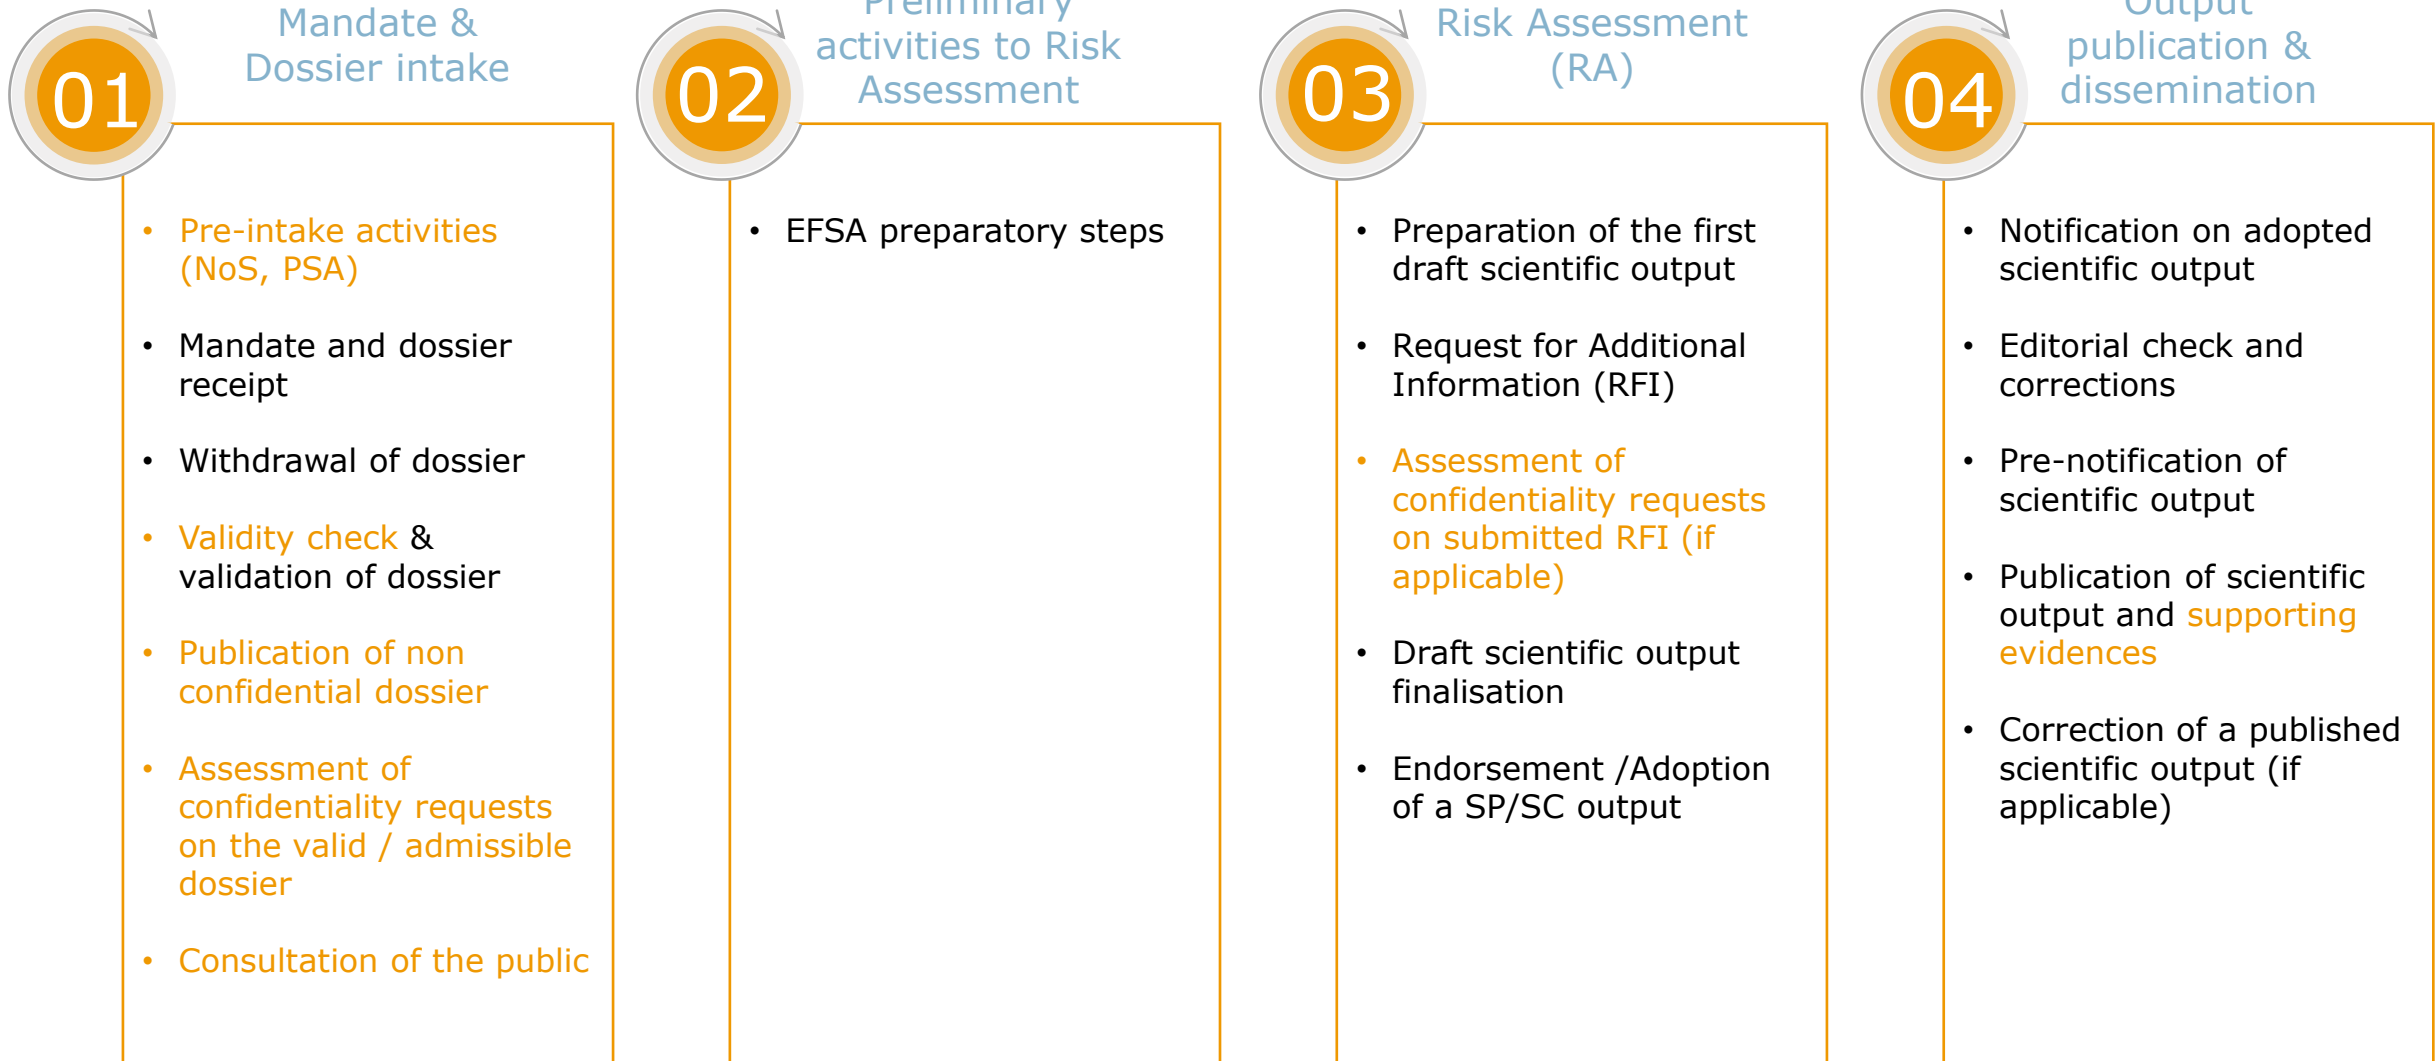 01
Mandate &
Dossier intake
• Pre-intake activities
(NoS, PSA)
• Mandate and dossier
receipt
• Withdrawal of dossier
• Validity check &
validation of dossier
• Publication of non
confidential dossier
• Assessment of
confidentiality requests
on the valid / admissible
dossier
• Consultation of the public
02
Preliminary
activities to Risk
Assessment
• EFSA preparatory steps
03
Risk Assessment
(RA)
• Preparation of the first
draft scientific output
• Request for Additional
Information (RFI)
• Assessment of
confidentiality requests
on submitted RFI (if
applicable)
• Draft scientific output
finalisation
• Endorsement /Adoption
of a SP/SC output
04
Output
publication &
dissemination
• Notification on adopted
scientific output
• Editorial check and
corrections
• Pre-notification of
scientific output
• Publication of scientific
output and supporting
evidences
• Correction of a published
scientific output (if
applicable)